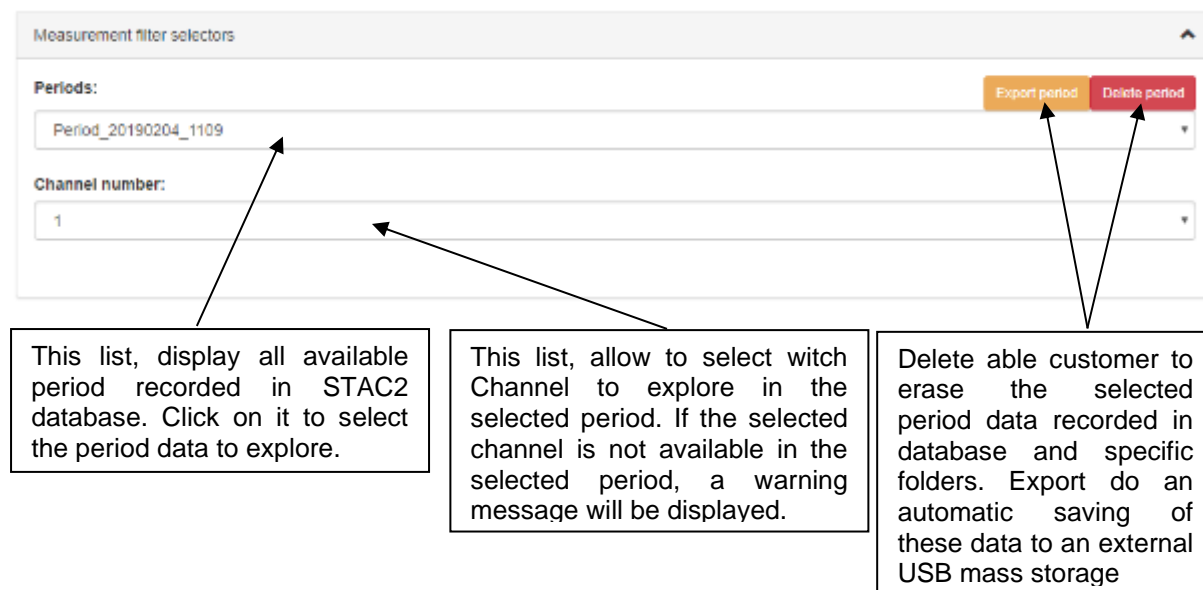 Measurement filter selectors
Periods:
Export period Delete period
Period_20190204_1109
Channel number:
1
This list, display all available
period recorded in STAC2
database. Click on it to select
the period data to explore.
This list, allow to select witch
Channel to explore in the
selected period. If the selected
channel is not available in the
selected period, a warning
message will be displayed.
Delete able customer to
erase the selected
period data recorded in
database and specific
folders. Export do an
automatic saving of
these data to an external
USB mass storage